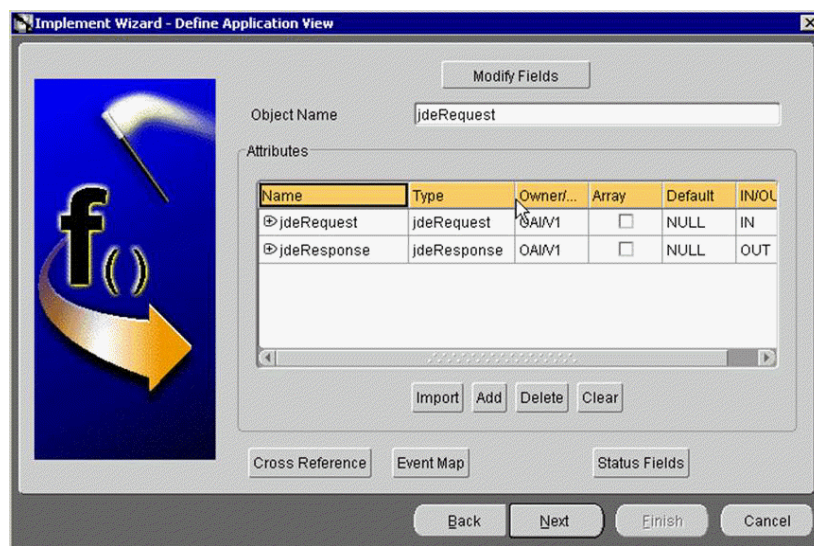 Implement Wizard - Define Application View
Modify Fields
Object Name jdeRequest
Attributes
Name Type Owner/... Array Default IN/OU
jdeRequest jdeRequest OAI/V1 NULL IN
jdeResponse jdeResponse OAI/V1 NULL OUT
Import Add Delete Clear
Cross Reference Event Map Status Fields
Back Next Finish Cancel
f()